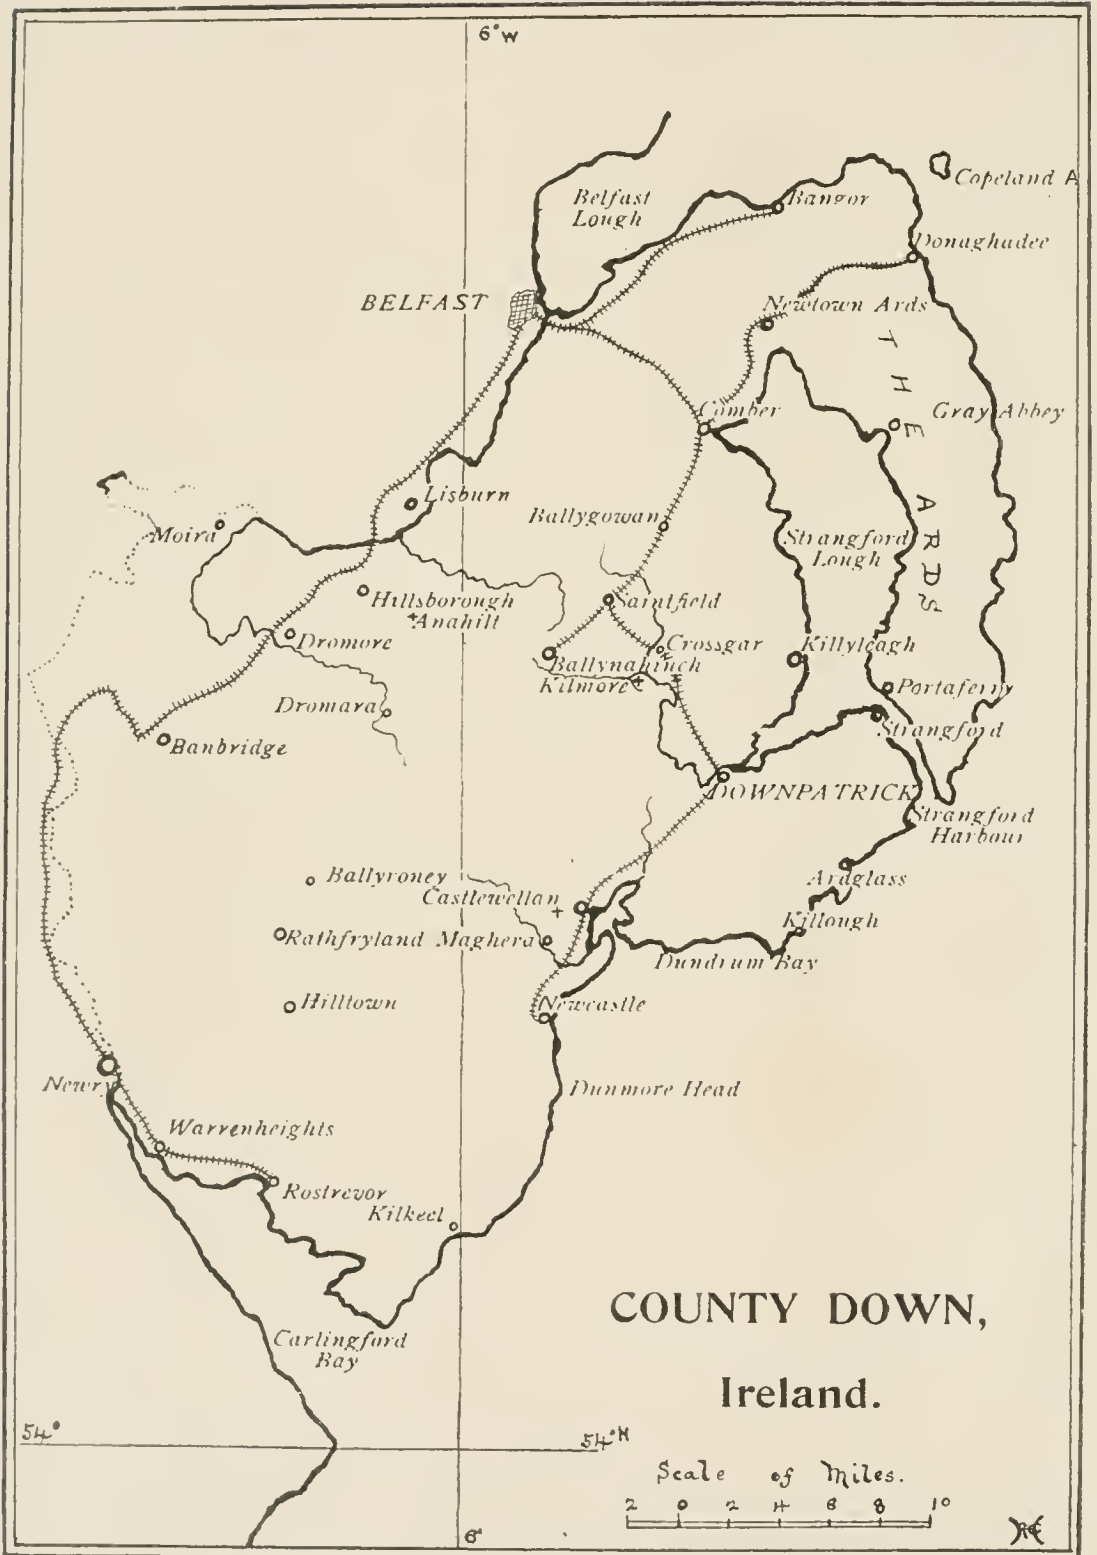 6° W
Copeland
Belfast
Lough
Bangor
Donaghadee
BELFAST
Newtown Ards
THE ARDS
Comber
Gray Abbey
Lisburn
Ballygowan
Moira
Strangford
Lough
Hillsborough
Anahilt
Saintfield
Dromore
Crossgar
Killyleagh
Ballynahinch
Kilmore
Portaferry
Dromara
Strangford
Banbridge
DOWNPATRICK
Strangford
Harbour
Ballyroney
Ardglass
Castlewellan
Killough
Rathfryland
Maghera
Dundrum Bay
Hilltown
Newcastle
Newry
Dunmore Head
Warrenheights
Rostrevor
Kilkeel
COUNTY DOWN,
Carlingford
Bay
Ireland.
54°
54° N
Scale of Miles.
2 0 2 4 6 8 10
6°